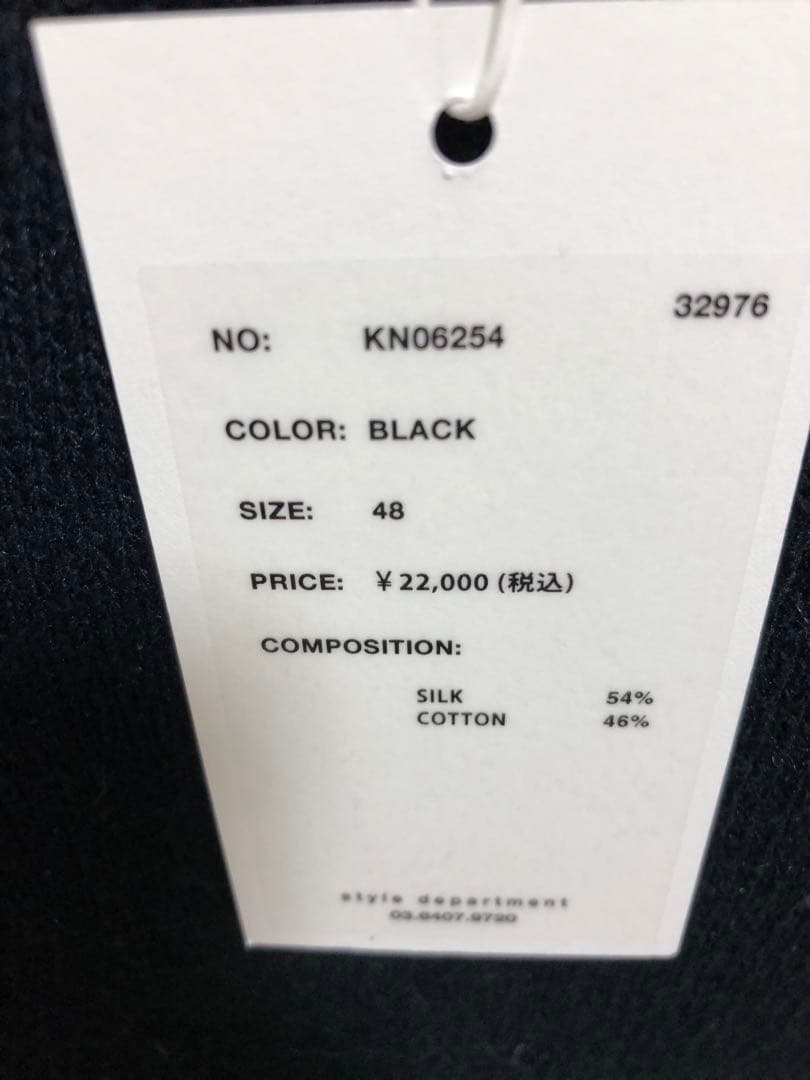 32976
NO: KN06254
COLOR: BLACK
SIZE: 48
PRICE: ¥22,000 (税込)
COMPOSITION:
SILK 54%
COTTON 46%
style department
03.6407.9720